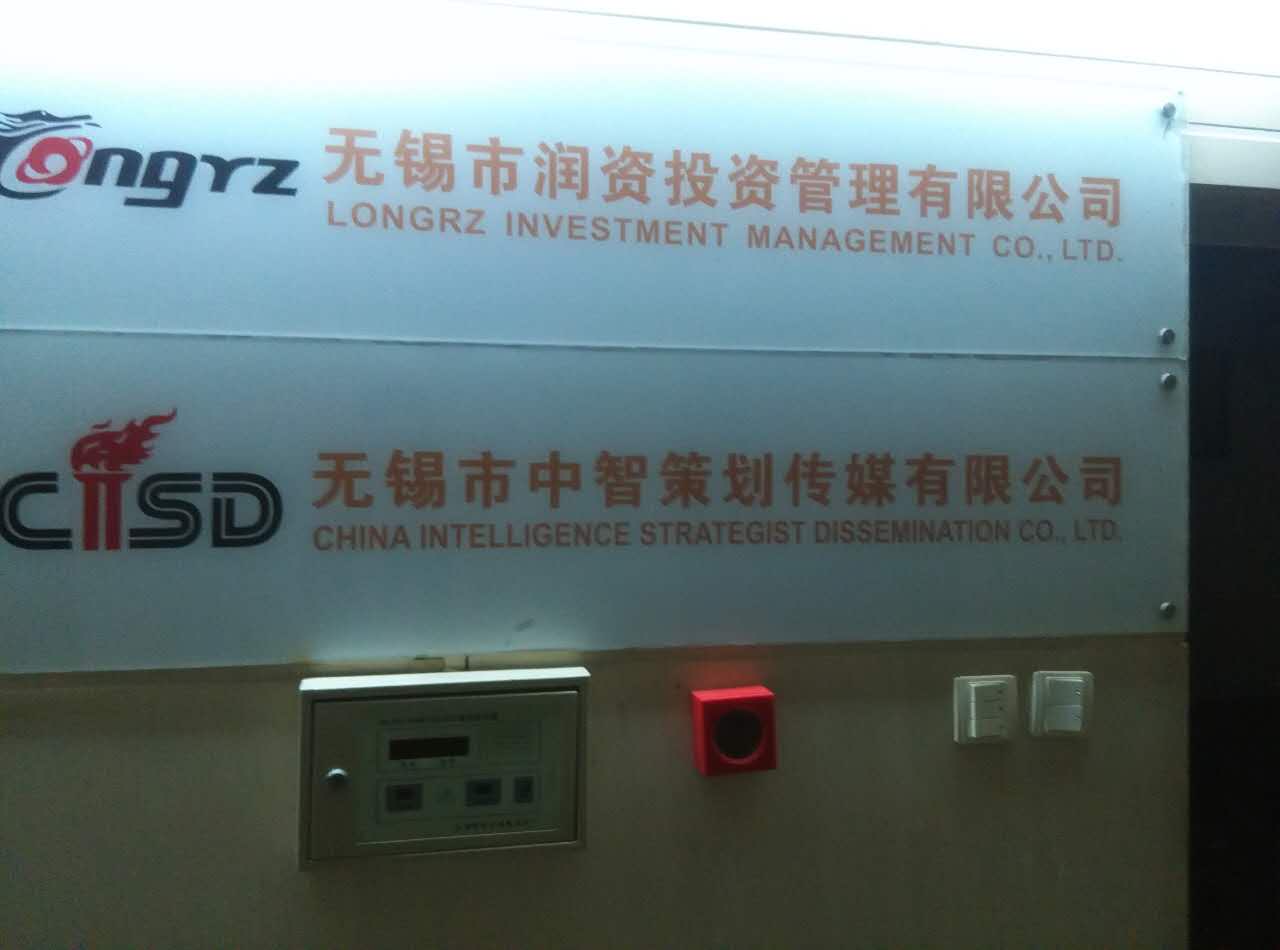 Longrz
无锡市润资投资管理有限公司
LONGRZ INVESTMENT MANAGEMENT CO., LTD.
CISD
无锡市中智策划传媒有限公司
CHINA INTELLIGENCE STRATEGIST DISSEMINATION CO., LTD.